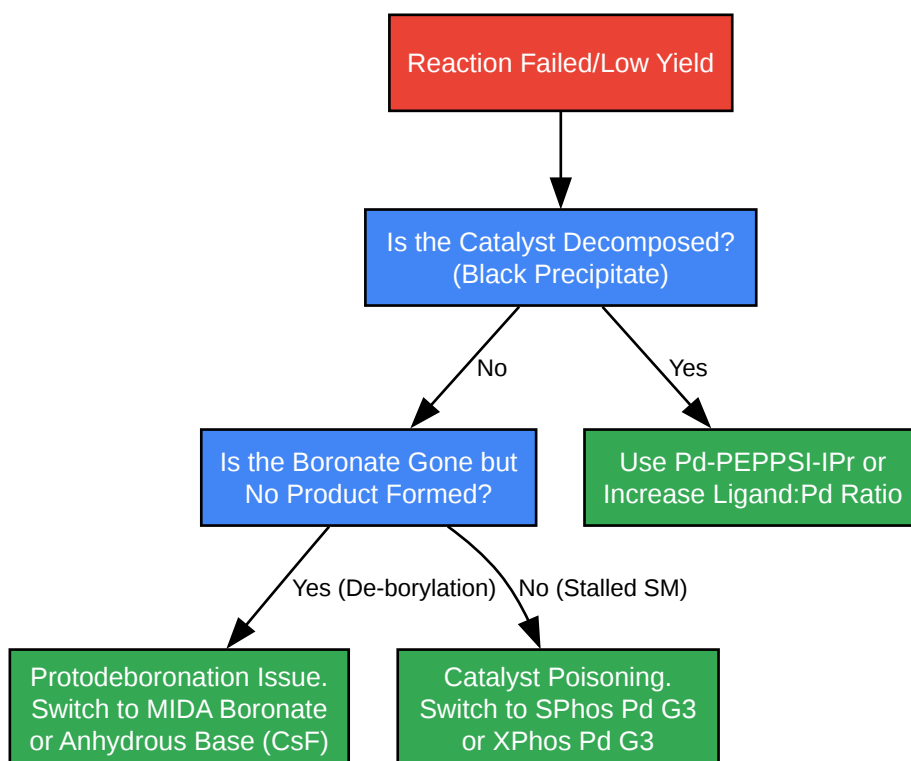 Reaction Failed/Low Yield
Is the Catalyst Decomposed?
(Black Precipitate)
No
Yes
Is the Boronate Gone but
No Product Formed?
Use Pd-PEPPSI-IPr or
Increase Ligand:Pd Ratio
Yes (De-borylation)
No (Stalled SM)
Protodeboronation Issue.
Switch to MIDA Boronate
or Anhydrous Base (CsF)
Catalyst Poisoning.
Switch to SPhos Pd G3
or XPhos Pd G3